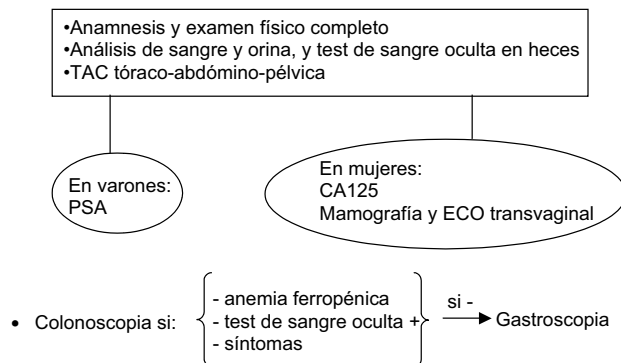 •Anamnesis y examen físico completo
•Análisis de sangre y orina, y test de sangre oculta en heces
•TAC tóraco-abdómino-pélvica
En varones:
PSA
En mujeres:
CA125
Mamografía y ECO transvaginal
• Colonoscopia si:
- anemia ferropénica
- test de sangre oculta +
- síntomas
si -
Gastroscopia